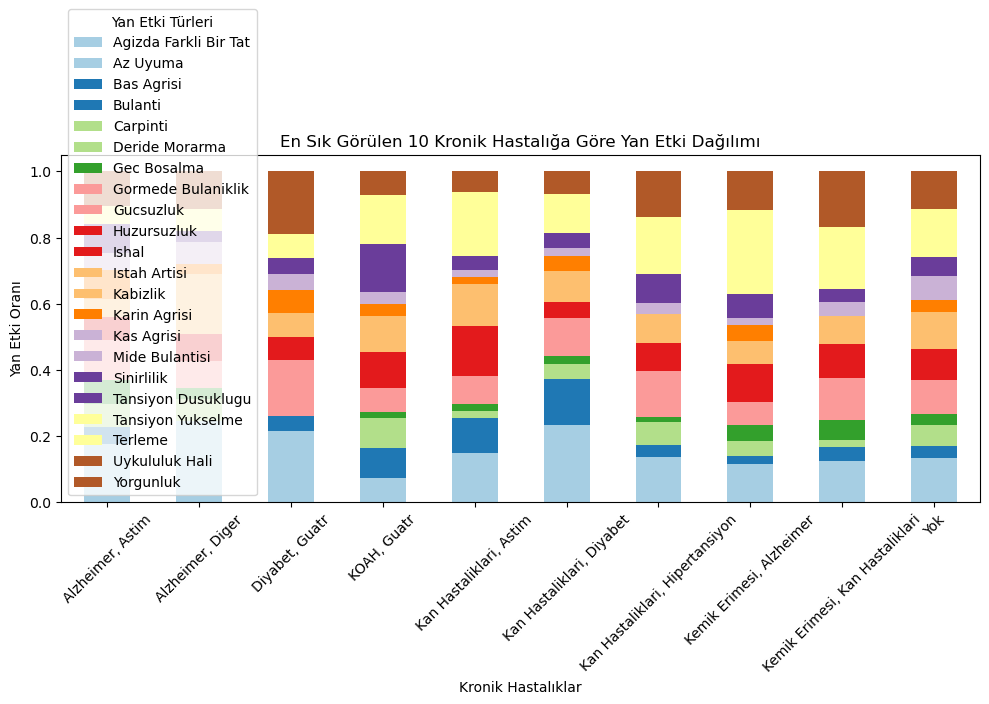 Yan Etki Türleri
Agizda Farkli Bir Tat
Az Uyuma
Bas Agrisi
Bulanti
Carpinti
Deride Morarma
Gec Bosalma
Gormede Bulaniklik
Gucsuzluk
Huzursuzluk
Ishal
Istah Artisi
Kabizlik
Karin Agrisi
Kas Agrisi
Mide Bulantisi
Sinirlilik
Tansiyon Dusuklugu
Tansiyon Yukselme
Terleme
Uykululuk Hali
Yorgunluk
En Sık Görülen 10 Kronik Hastalığa Göre Yan Etki Dağılımı
Yan Etki Oranı
1.0
0.8
0.6
0.4
0.2
0.0
Alzheimer, Astim
Alzheimer, Diger
Diyabet, Guatr
KOAH, Guatr
Kan Hastaliklari, Astim
Kan Hastaliklari, Diyabet
Kan Hastaliklari, Hipertansiyon
Kemik Erimesi, Alzheimer
Kemik Erimesi, Kan Hastaliklari
Yok
Kronik Hastalıklar